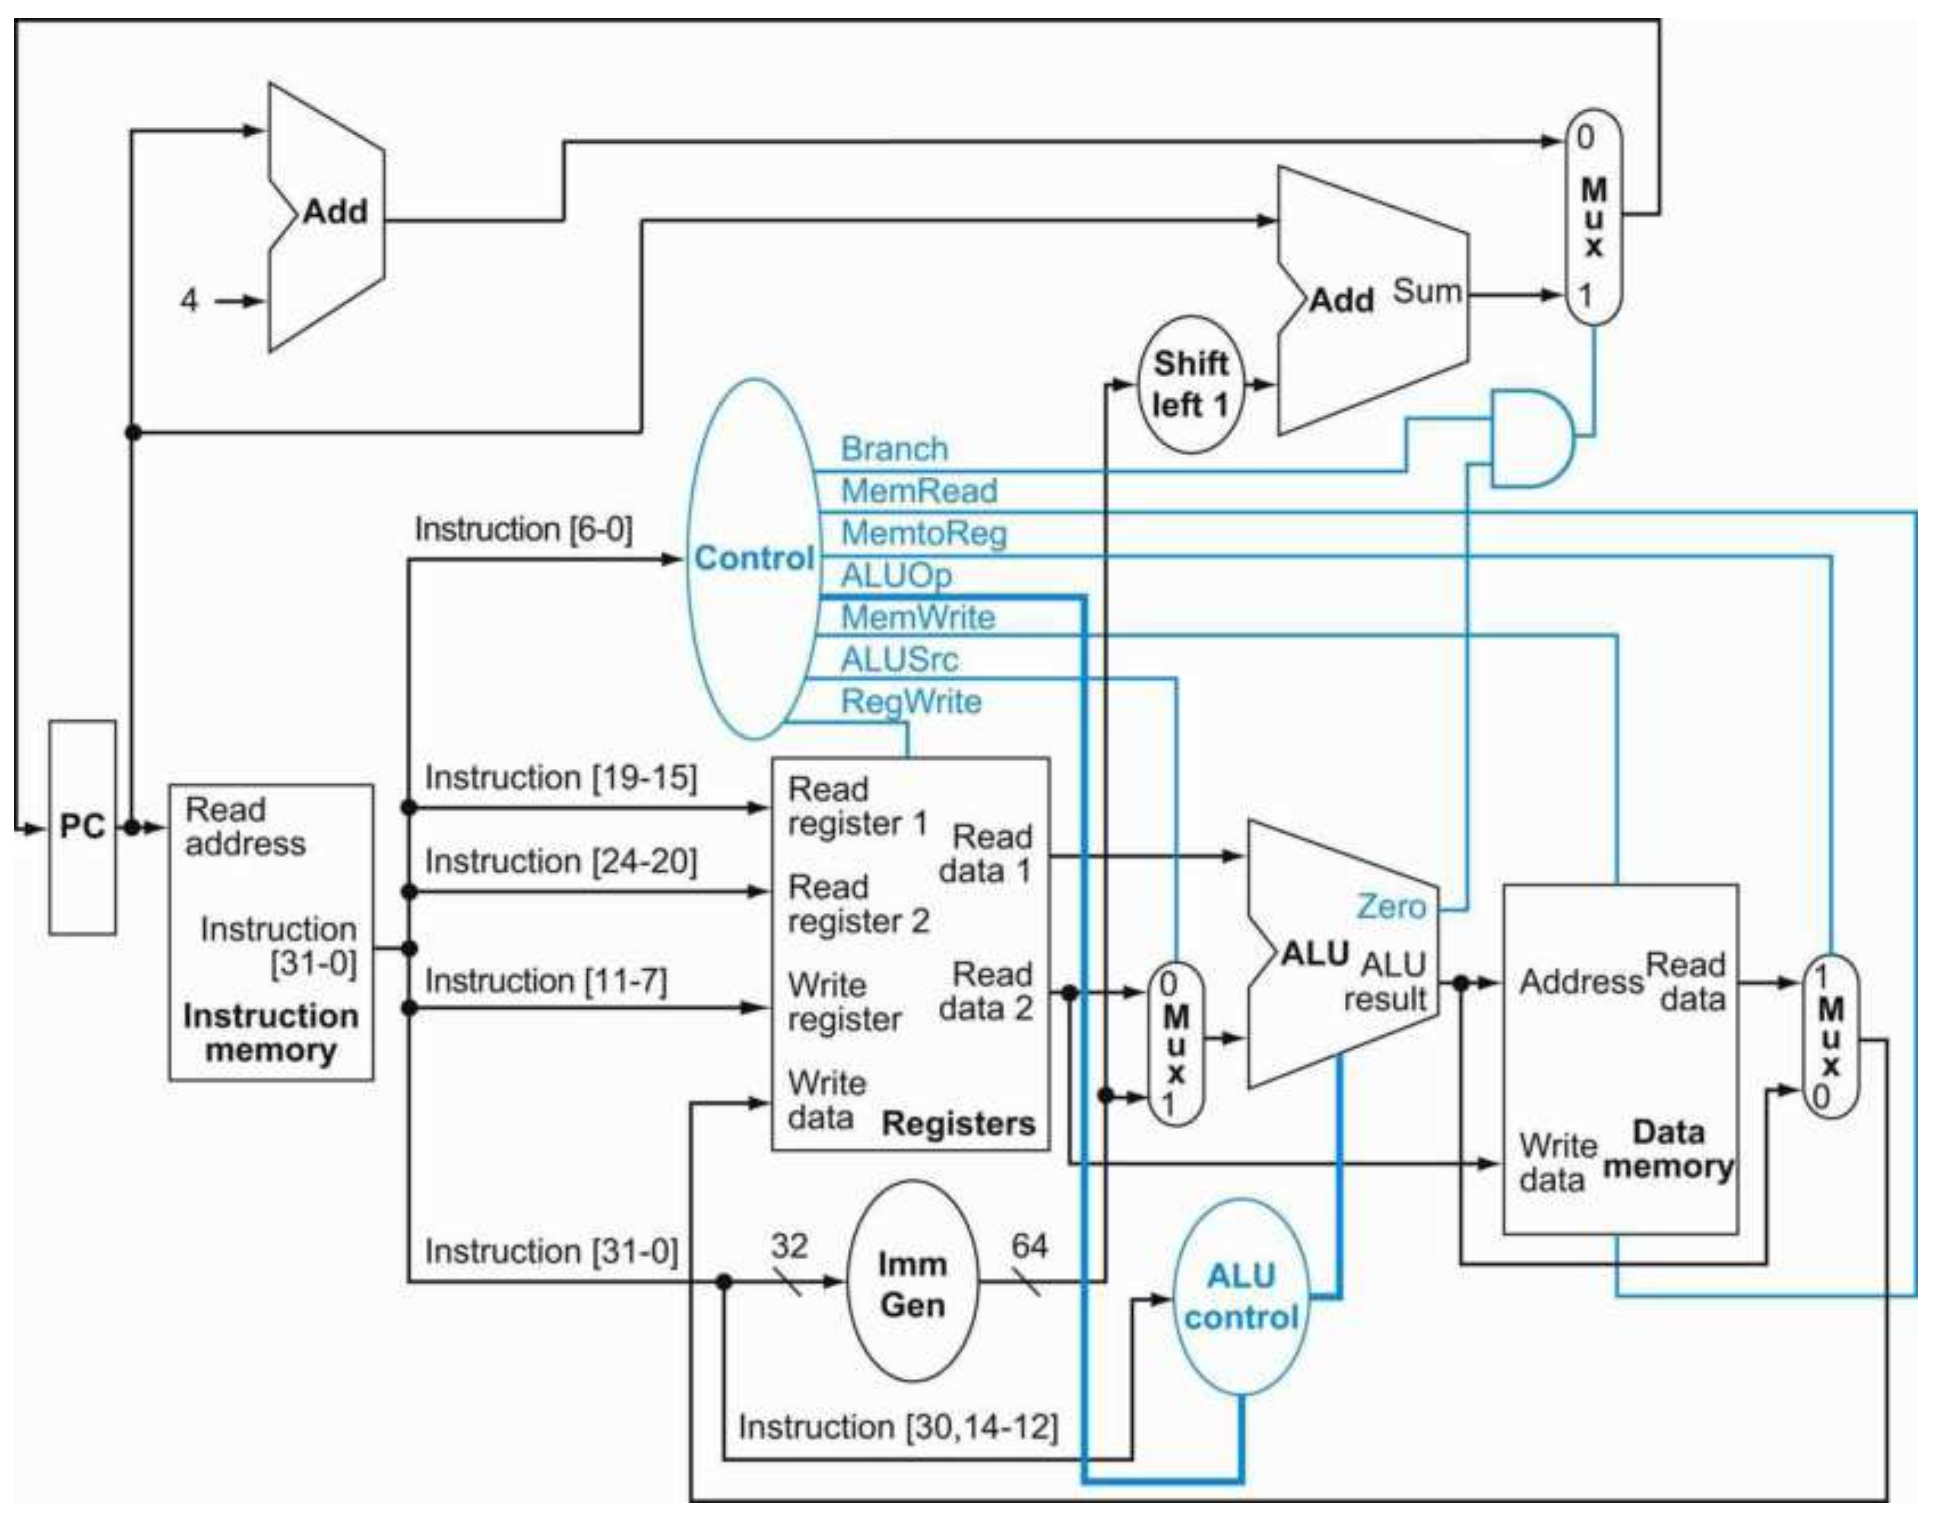 0
M
u
x
1
Add
4
Add Sum
Shift
left 1
Branch
MemRead
MemtoReg
ALUOp
MemWrite
ALUSrc
RegWrite
Control
Instruction [6-0]
PC
Read
address
Instruction
[31-0]
Instruction
memory
Instruction [19-15]
Instruction [24-20]
Instruction [11-7]
Instruction [31-0]
Read
register 1
Read
register 2
Write
register
Write
data
Read
data 1
Read
data 2
Registers
0
M
u
x
1
Zero
ALU
ALU
result
Address
Read
data
Write
data
Data
memory
1
M
u
x
0
32
Imm
Gen
64
ALU
control
Instruction [30,14-12]